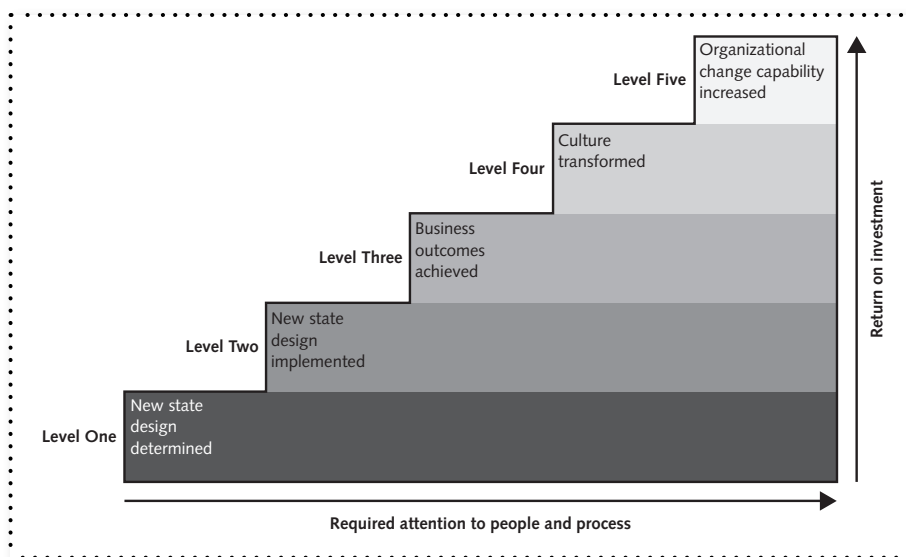 Organizational
change capability
increased
Level Five
Culture
transformed
Level Four
Business
outcomes
achieved
Level Three
New state
design
implemented
Level Two
New state
design
determined
Level One
Return on investment
Required attention to people and process